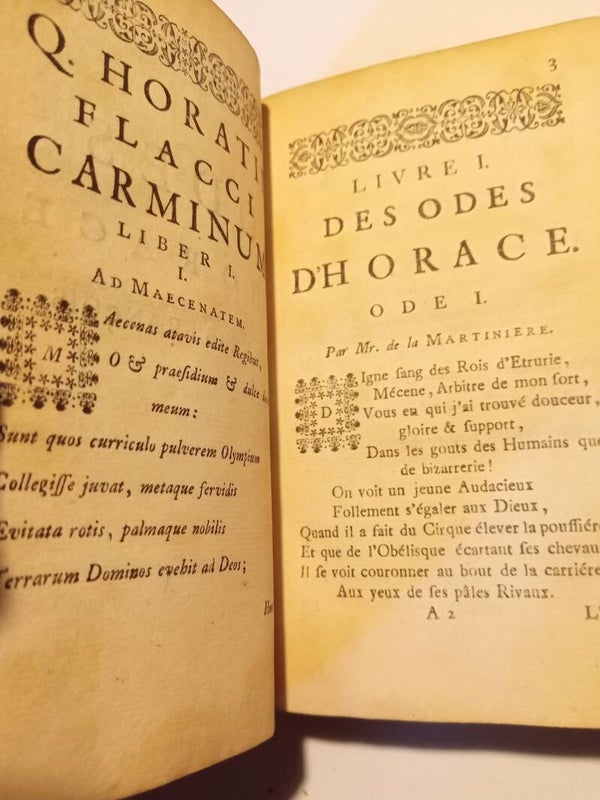 Q. HORATI
FLACCI
CARMINUM
LIBER I.
I.
AD MAECENATEM.
MAecenas atavis edite Regibus,
O & praesidium & dulce
meum:
Sunt quos curriculo pulverem Olympicum
Collegisse juvat, metaque fervidis
Evitata rotis, palmaque nobilis
Terrarum Dominos evehit ad Deos;
3
LIVRE I.
DES ODES
D'HORACE.
ODE I.
Par Mr. de la MARTINIERE.
DIgne sang des Rois d'Etrurie,
Mécene, Arbitre de mon sort,
Vous en qui j'ai trouvé douceur,
gloire & support,
Dans les gouts des Humains que
de bizarrerie!
On voit un jeune Audacieux
Follement s'égaler aux Dieux,
Quand il a fait du Cirque élever la poussiére
Et que de l'Obélisque écartant ses chevaux
Il se voit couronner au bout de la carriére
Aux yeux de ses pâles Rivaux.
A 2